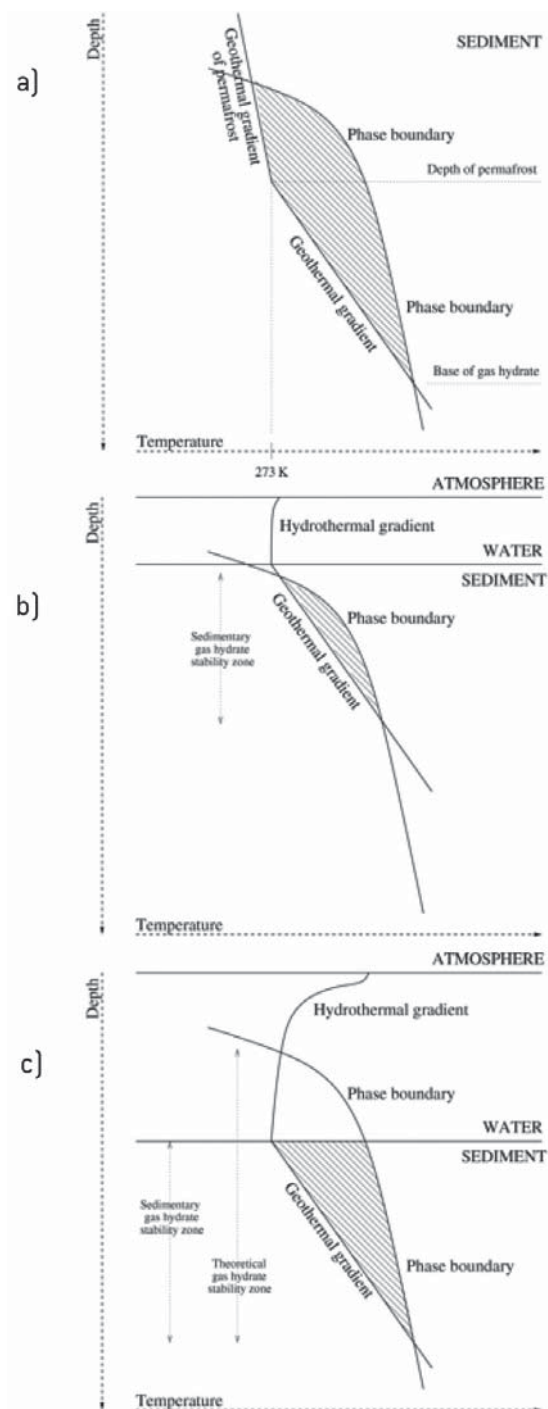 a)
Depth
SEDIMENT
Geothermal gradient
of permafrost
Phase boundary
Depth of permafrost
Geothermal gradient
Phase boundary
Base of gas hydrate
Temperature
273 K
b)
Depth
ATMOSPHERE
Hydrothermal gradient
WATER
SEDIMENT
Phase boundary
Sedimentary
gas hydrate
stability zone
Geothermal gradient
Temperature
c)
Depth
ATMOSPHERE
Hydrothermal gradient
Phase boundary
WATER
SEDIMENT
Sedimentary
gas hydrate
stability zone
Geothermal gradient
Theoretical
gas hydrate
stability zone
Phase boundary
Temperature